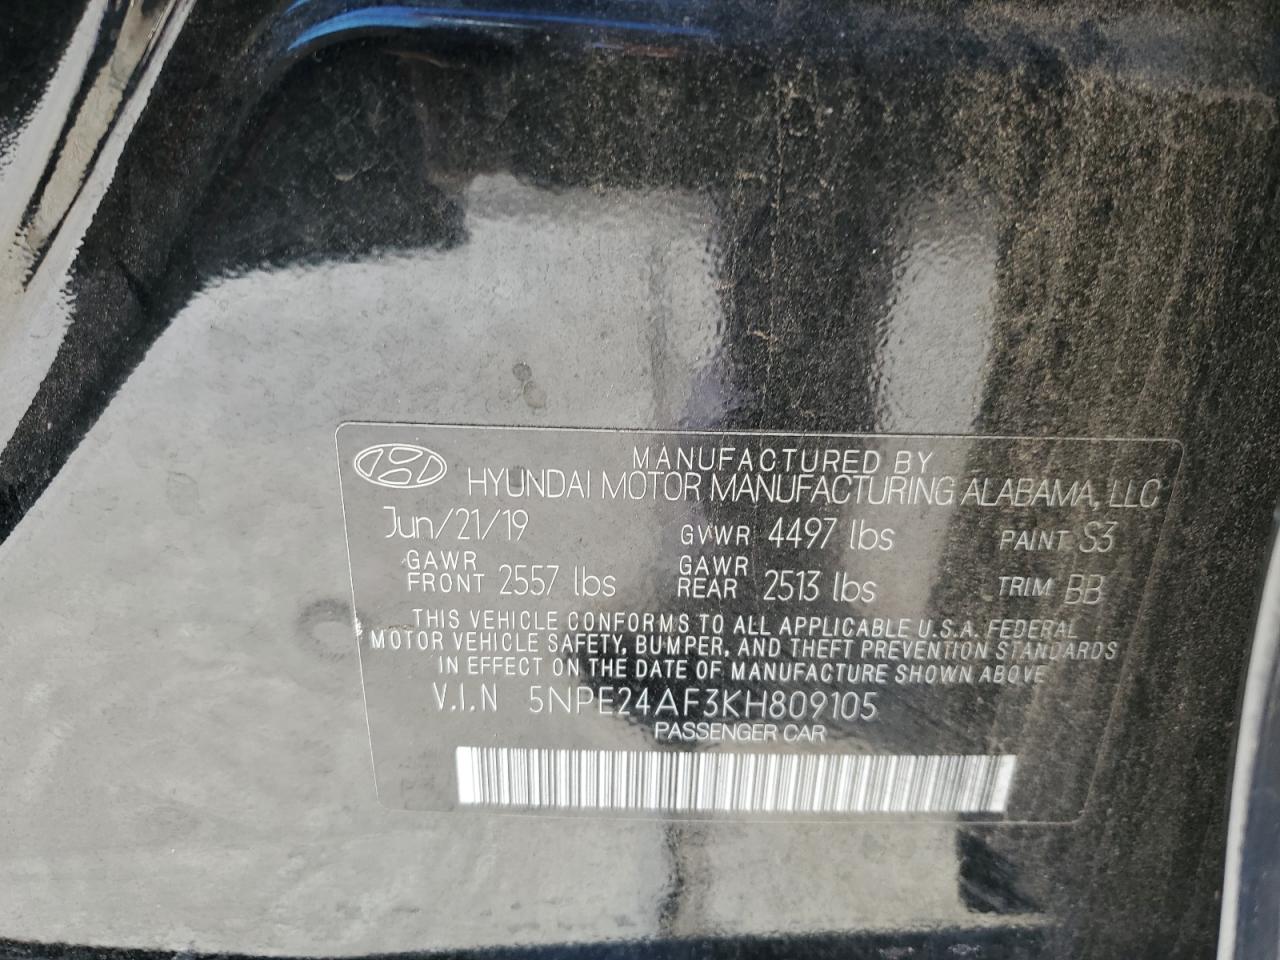 MANUFACTURED BY
HYUNDAI MOTOR MANUFACTURING ALABAMA, LLC
Jun/21/19 GVWR 4497 lbs PAINT S3
GAWR FRONT 2557 lbs GAWR REAR 2513 lbs TRIM BB
THIS VEHICLE CONFORMS TO ALL APPLICABLE U.S.A. FEDERAL
MOTOR VEHICLE SAFETY, BUMPER, AND THEFT PREVENTION STANDARDS
IN EFFECT ON THE DATE OF MANUFACTURE SHOWN ABOVE
V.I.N 5NPE24AF3KH809105
PASSENGER CAR